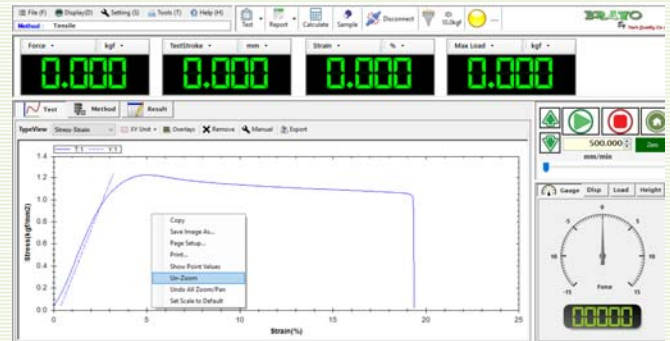 File (F) Display(D) Setting (S) Tools (T) Help (H)
Method : Tensile
Test Report Calculate Sample Disconnect 10.0kgf
BRAVO
Force kgf TestStroke mm Strain % Max Load kgf
0.000 0.000 0.000 0.000
Test Method Result
TypeView Stress-Strain XY Unit Overlays Remove Manual Export
T:1 Y:1
Stress(kgf/mm2)
1.4
1.2
1.0
0.8
0.6
0.4
0.2
0.0
0 5 10 15 20 25
Strain(%)
Copy
Save Image As...
Page Setup...
Print...
Show Point Values
Un-Zoom
Undo All Zoom/Pan
Set Scale to Default
500.000 Zero
mm/min
Gauge Disp Load Height
0
-5 5
-10 10
-15 15
Force
00000